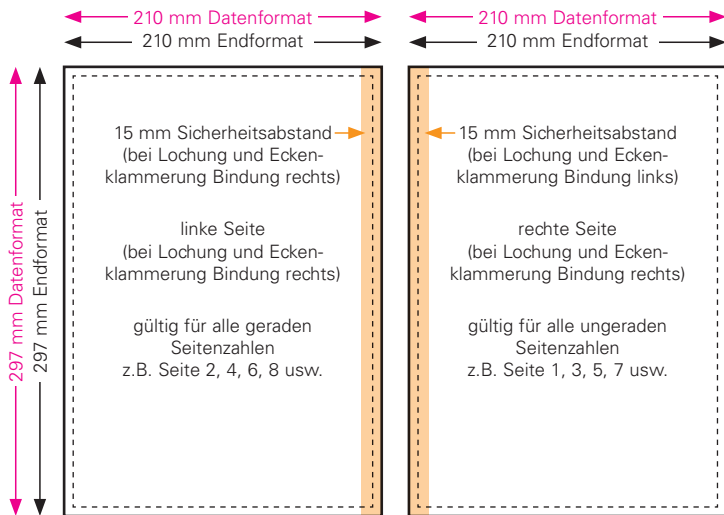 210 mm Datenformat
210 mm Endformat
297 mm Datenformat
297 mm Endformat
15 mm Sicherheitsabstand
(bei Lochung und Ecken-
klammerung Bindung rechts)
linke Seite
(bei Lochung und Ecken-
klammerung Bindung rechts)
gültig für alle geraden
Seitenzahlen
z.B. Seite 2, 4, 6, 8 usw.
210 mm Datenformat
210 mm Endformat
15 mm Sicherheitsabstand
(bei Lochung und Ecken-
klammerung Bindung links)
rechte Seite
(bei Lochung und Ecken-
klammerung Bindung rechts)
gültig für alle ungeraden
Seitenzahlen
z.B. Seite 1, 3, 5, 7 usw.